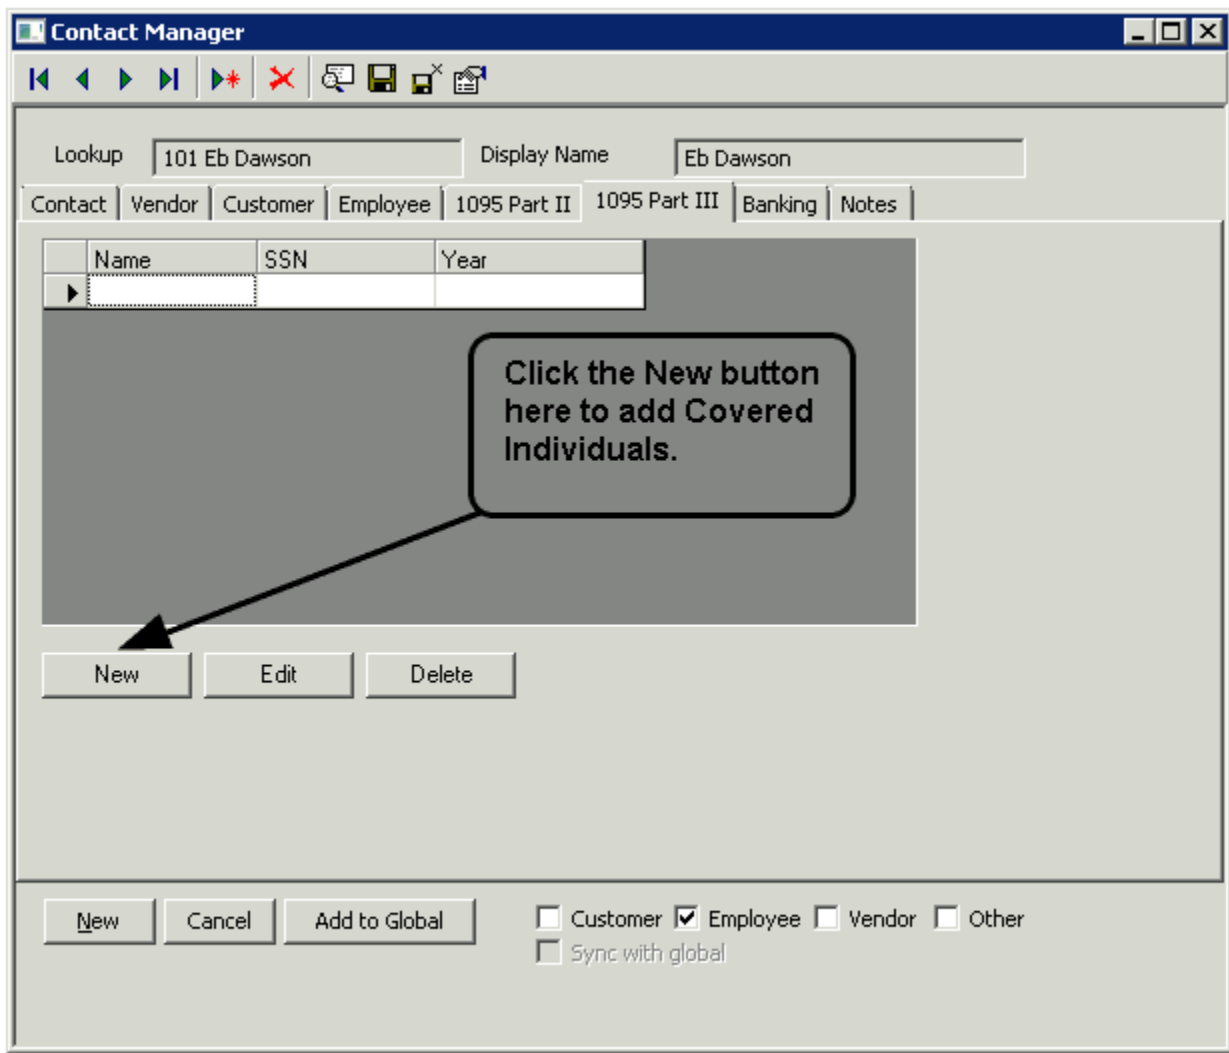 Contact Manager
Lookup 101 Eb Dawson Display Name Eb Dawson
Contact Vendor Customer Employee 1095 Part II 1095 Part III Banking Notes
Name SSN Year
Click the New button
here to add Covered
Individuals.
New Edit Delete
New Cancel Add to Global Customer Employee Vendor Other
Sync with global